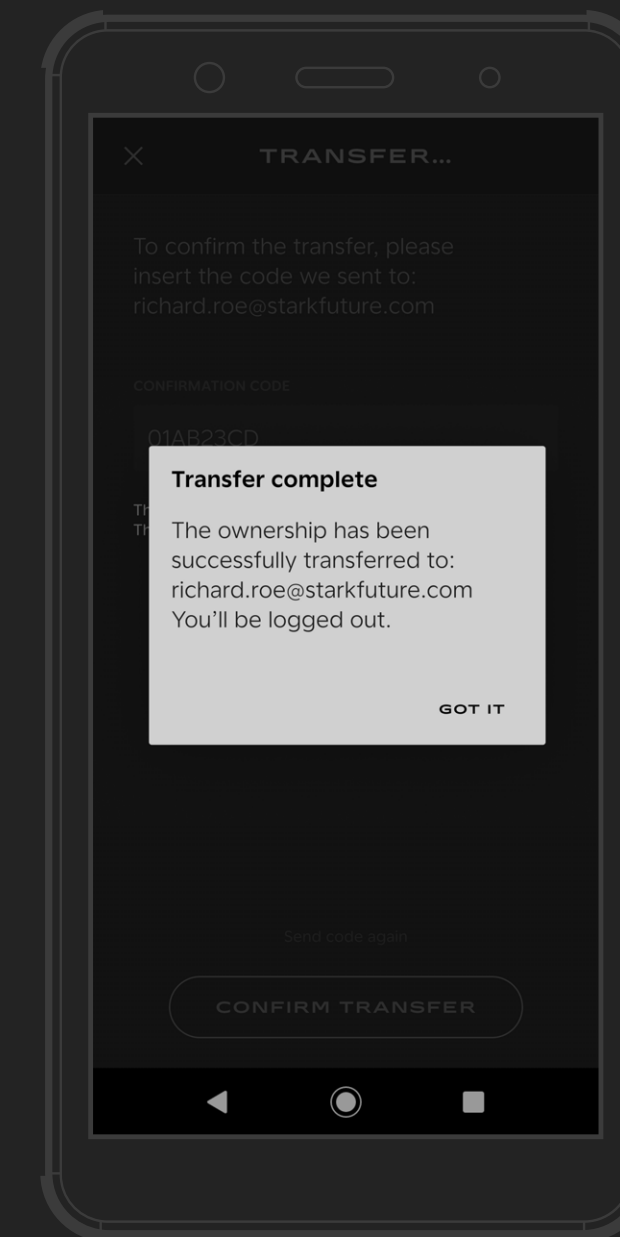 TRANSFER...
To confirm the transfer, please
insert the code we sent to:
richard.roe@starkfuture.com
CONFIRMATION CODE
01AB23CD
Transfer complete
The ownership has been
successfully transferred to:
richard.roe@starkfuture.com
You’ll be logged out.
GOT IT
Send code again
CONFIRM TRANSFER